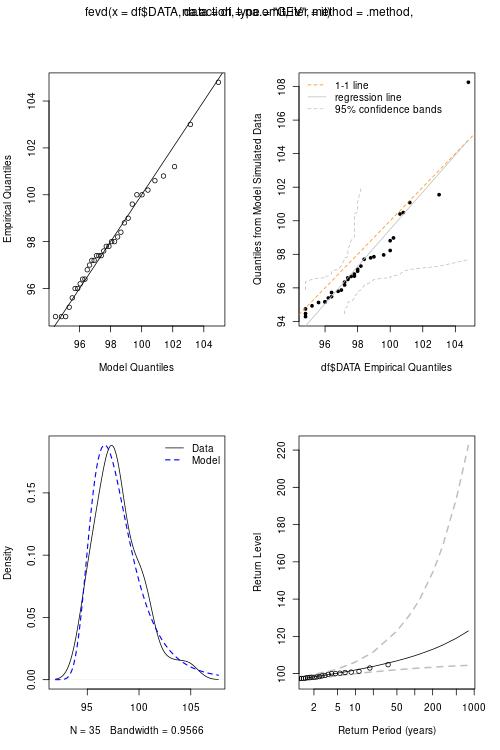 fevd(x = df$DATA, method = .method,
104
102
100
98
96
Empirical Quantiles
96 98 100 102 104
Model Quantiles
108
106
104
102
100
98
96
94
Quantiles from Model Simulated Data
1-1 line
regression line
95% confidence bands
96 98 100 102 104
df$DATA Empirical Quantiles
0.15
0.10
0.05
0.00
Density
Data
Model
95 100 105
N = 35 Bandwidth = 0.9566
220
200
180
160
140
120
100
Return Level
2 5 10 50 200 1000
Return Period (years)